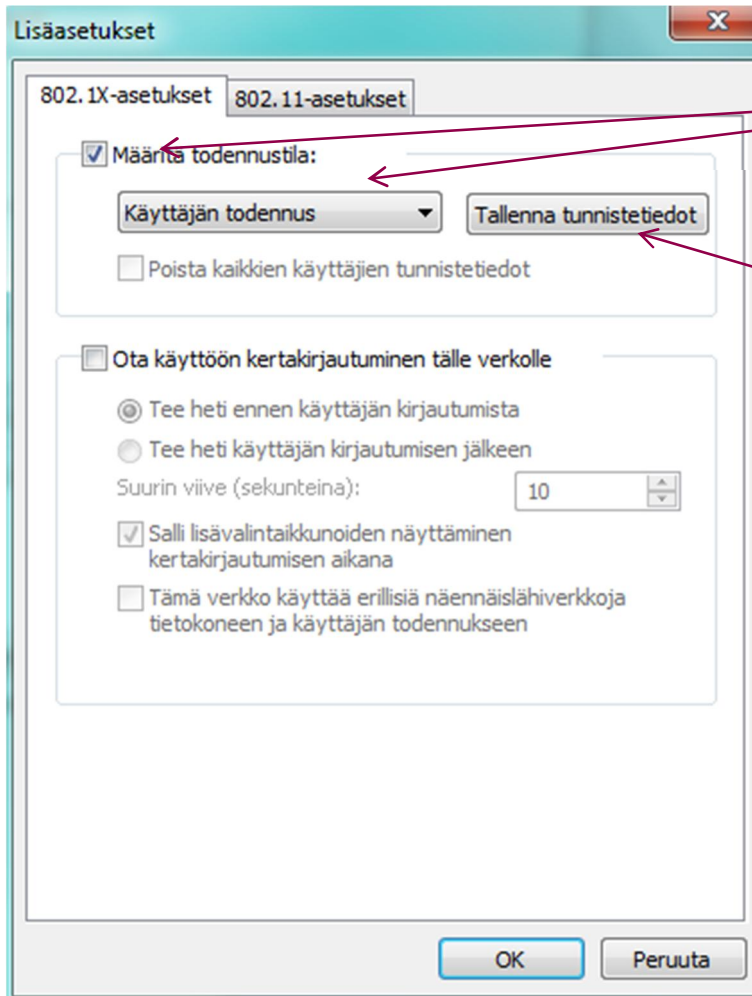 Lisäasetukset
802.1X-asetukset 802.11-asetukset
Määritä todennustila:
Käyttäjän todennus Tallenna tunnistetiedot
Poista kaikkien käyttäjien tunnistetiedot
Ota käyttöön kertakirjautuminen tälle verkolle
Tee heti ennen käyttäjän kirjautumista
Tee heti käyttäjän kirjautumisen jälkeen
Suurin viive (sekunteina): 10
Salli lisävalintaikkunoiden näyttäminen
kertakirjautumisen aikana
Tämä verkko käyttää erillisiä näennäislähiverkkoja
tietokoneen ja käyttäjän todennukseen
OK Peruuta